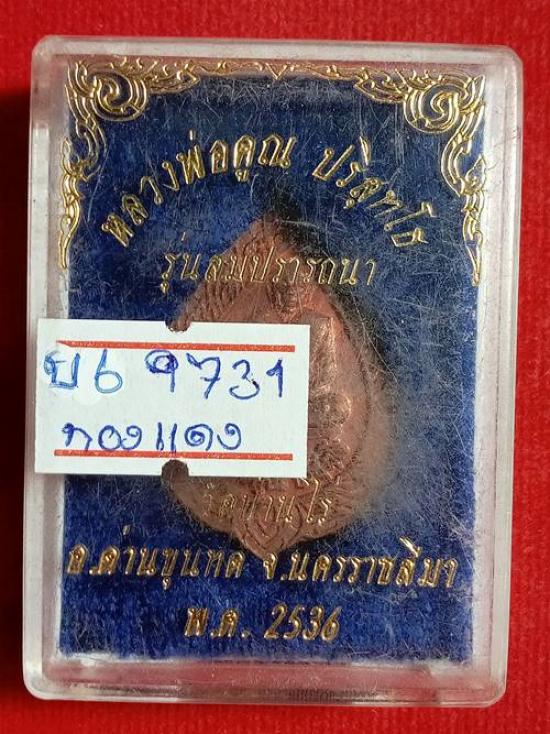 หลวงพ่อคูณ ปริสุทโธ
รุ่นสมปรารถนา
บ6 9731
ทองแดง
วัดบ้านไร่
อ.ด่านขุนทด จ.นครราชสีมา
พ.ศ. 2536